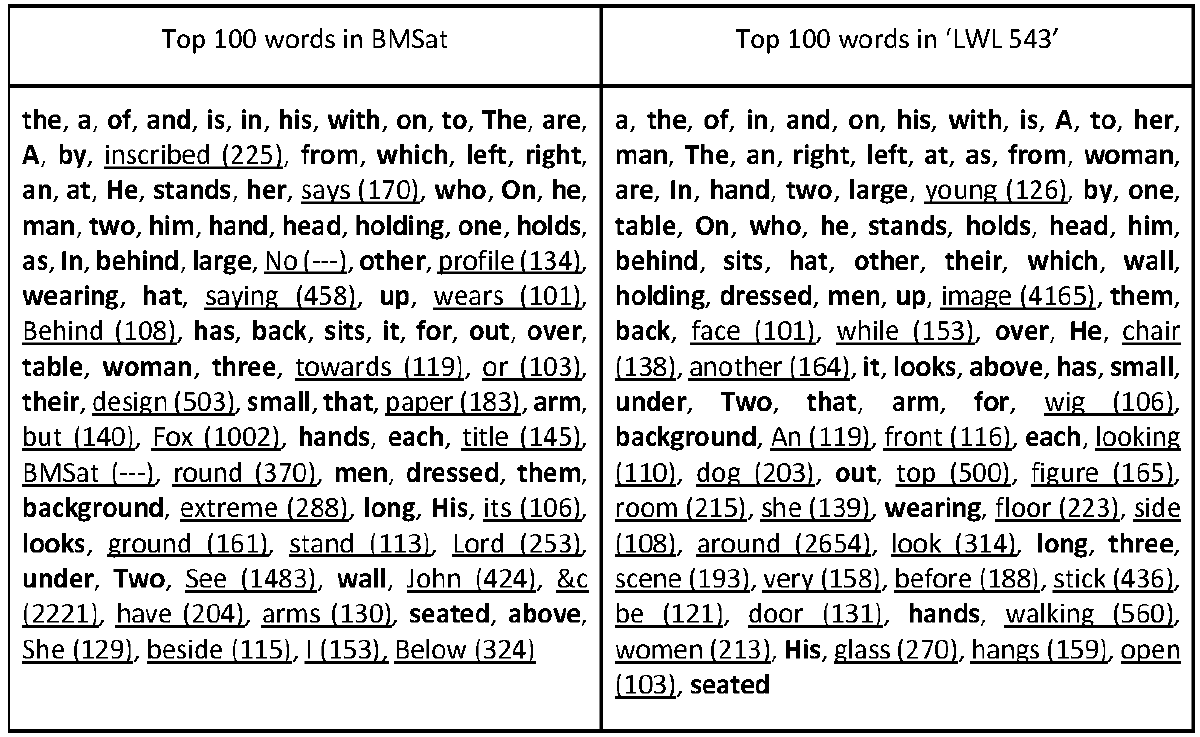 Top 100 words in BMSat
the, a, of, and, is, in, his, with, on, to, The, are,
A, by, inscribed (225), from, which, left, right,
an, at, He, stands, her, says (170), who, On, he,
man, two, him, hand, head, holding, one, holds,
as, In, behind, large, No (---), other, profile (134),
wearing, hat, saying (458), up, wears (101),
Behind (108), has, back, sits, it, for, out, over,
table, woman, three, towards (119), or (103),
their, design (503), small, that, paper (183), arm,
but (140), Fox (1002), hands, each, title (145),
BMSat (---), round (370), men, dressed, them,
background, extreme (288), long, His, its (106),
looks, ground (161), stand (113), Lord (253),
under, Two, See (1483), wall, John (424), &c
(2221), have (204), arms (130), seated, above,
She (129), beside (115), I (153), Below (324)
Top 100 words in ‘LWL 543’
a, the, of, in, and, on, his, with, is, A, to, her,
man, The, an, right, left, at, as, from, woman,
are, In, hand, two, large, young (126), by, one,
table, On, who, he, stands, holds, head, him,
behind, sits, hat, other, their, which, wall,
holding, dressed, men, up, image (4165), them,
back, face (101), while (153), over, He, chair
(138), another (164), it, looks, above, has, small,
under, Two, that, arm, for, wig (106),
background, An (119), front (116), each, looking
(110), dog (203), out, top (500), figure (165),
room (215), she (139), wearing, floor (223), side
(108), around (2654), look (314), long, three,
scene (193), very (158), before (188), stick (436),
be (121), door (131), hands, walking (560),
women (213), His, glass (270), hangs (159), open
(103), seated